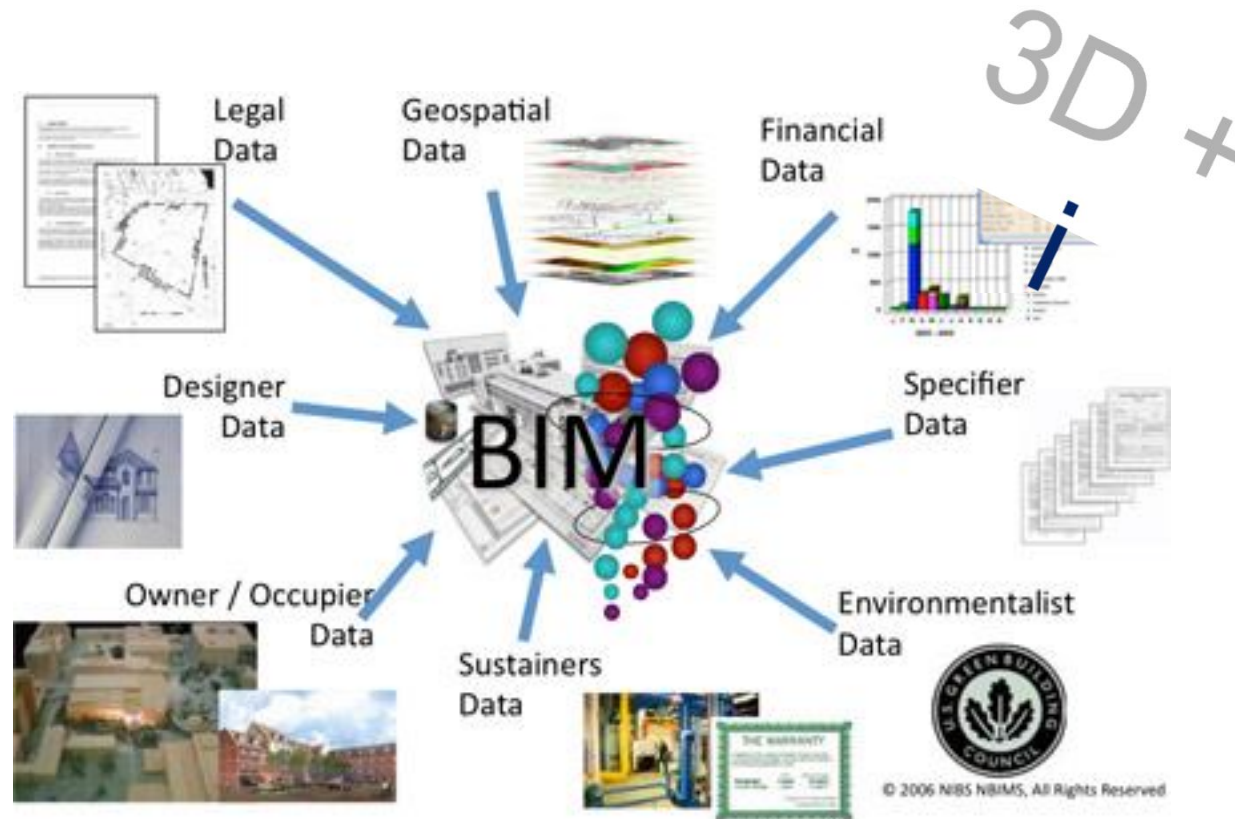 3D +
i
Legal
Data
Geospatial
Data
Financial
Data
Designer
Data
BIM
Specifier
Data
Owner / Occupier
Data
Sustainers
Data
Environmentalist
Data
THE WARRANTY
U.S. GREEN BUILDING
COUNCIL
© 2006 NIBS NBIMS, All Rights Reserved